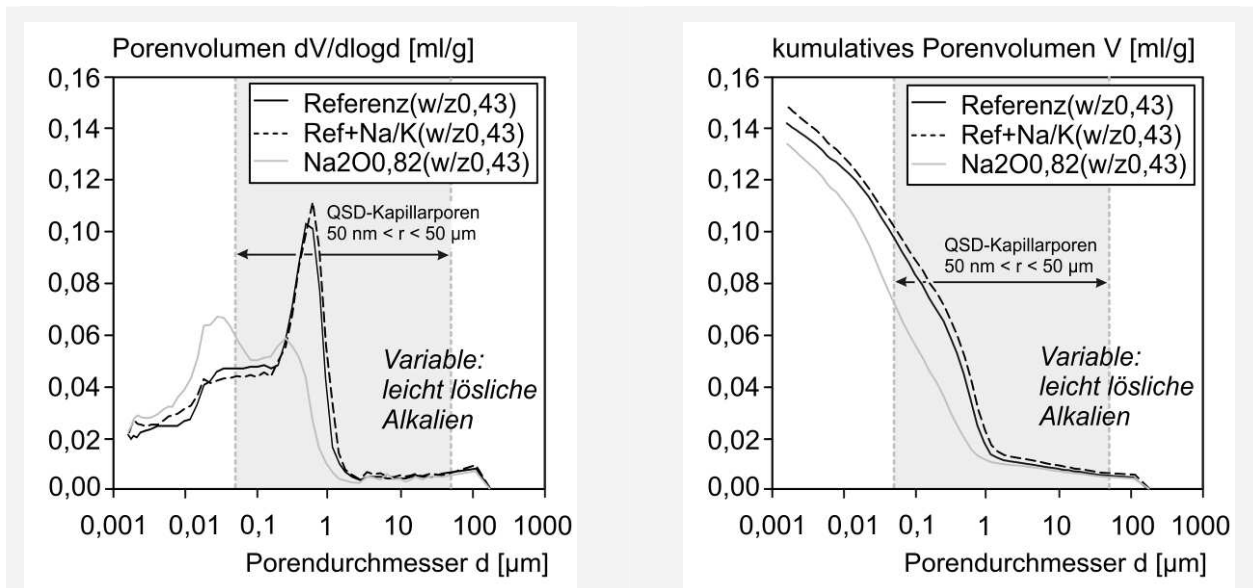 Porenvolumen dV/dlogd [ml/g]
0,16
0,14
0,12
0,10
0,08
0,06
0,04
0,02
0,00
Referenz(w/z0,43)
Ref+Na/K(w/z0,43)
Na2O0,82(w/z0,43)
QSD-Kapillarporen
50 nm < r < 50 µm
Variable:
leicht lösliche
Alkalien
0,001 0,01 0,1 1 10 100 1000
Porendurchmesser d [µm]
kumulatives Porenvolumen V [ml/g]
0,16
0,14
0,12
0,10
0,08
0,06
0,04
0,02
0,00
Referenz(w/z0,43)
Ref+Na/K(w/z0,43)
Na2O0,82(w/z0,43)
QSD-Kapillarporen
50 nm < r < 50 µm
Variable:
leicht lösliche
Alkalien
0,001 0,01 0,1 1 10 100 1000
Porendurchmesser d [µm]